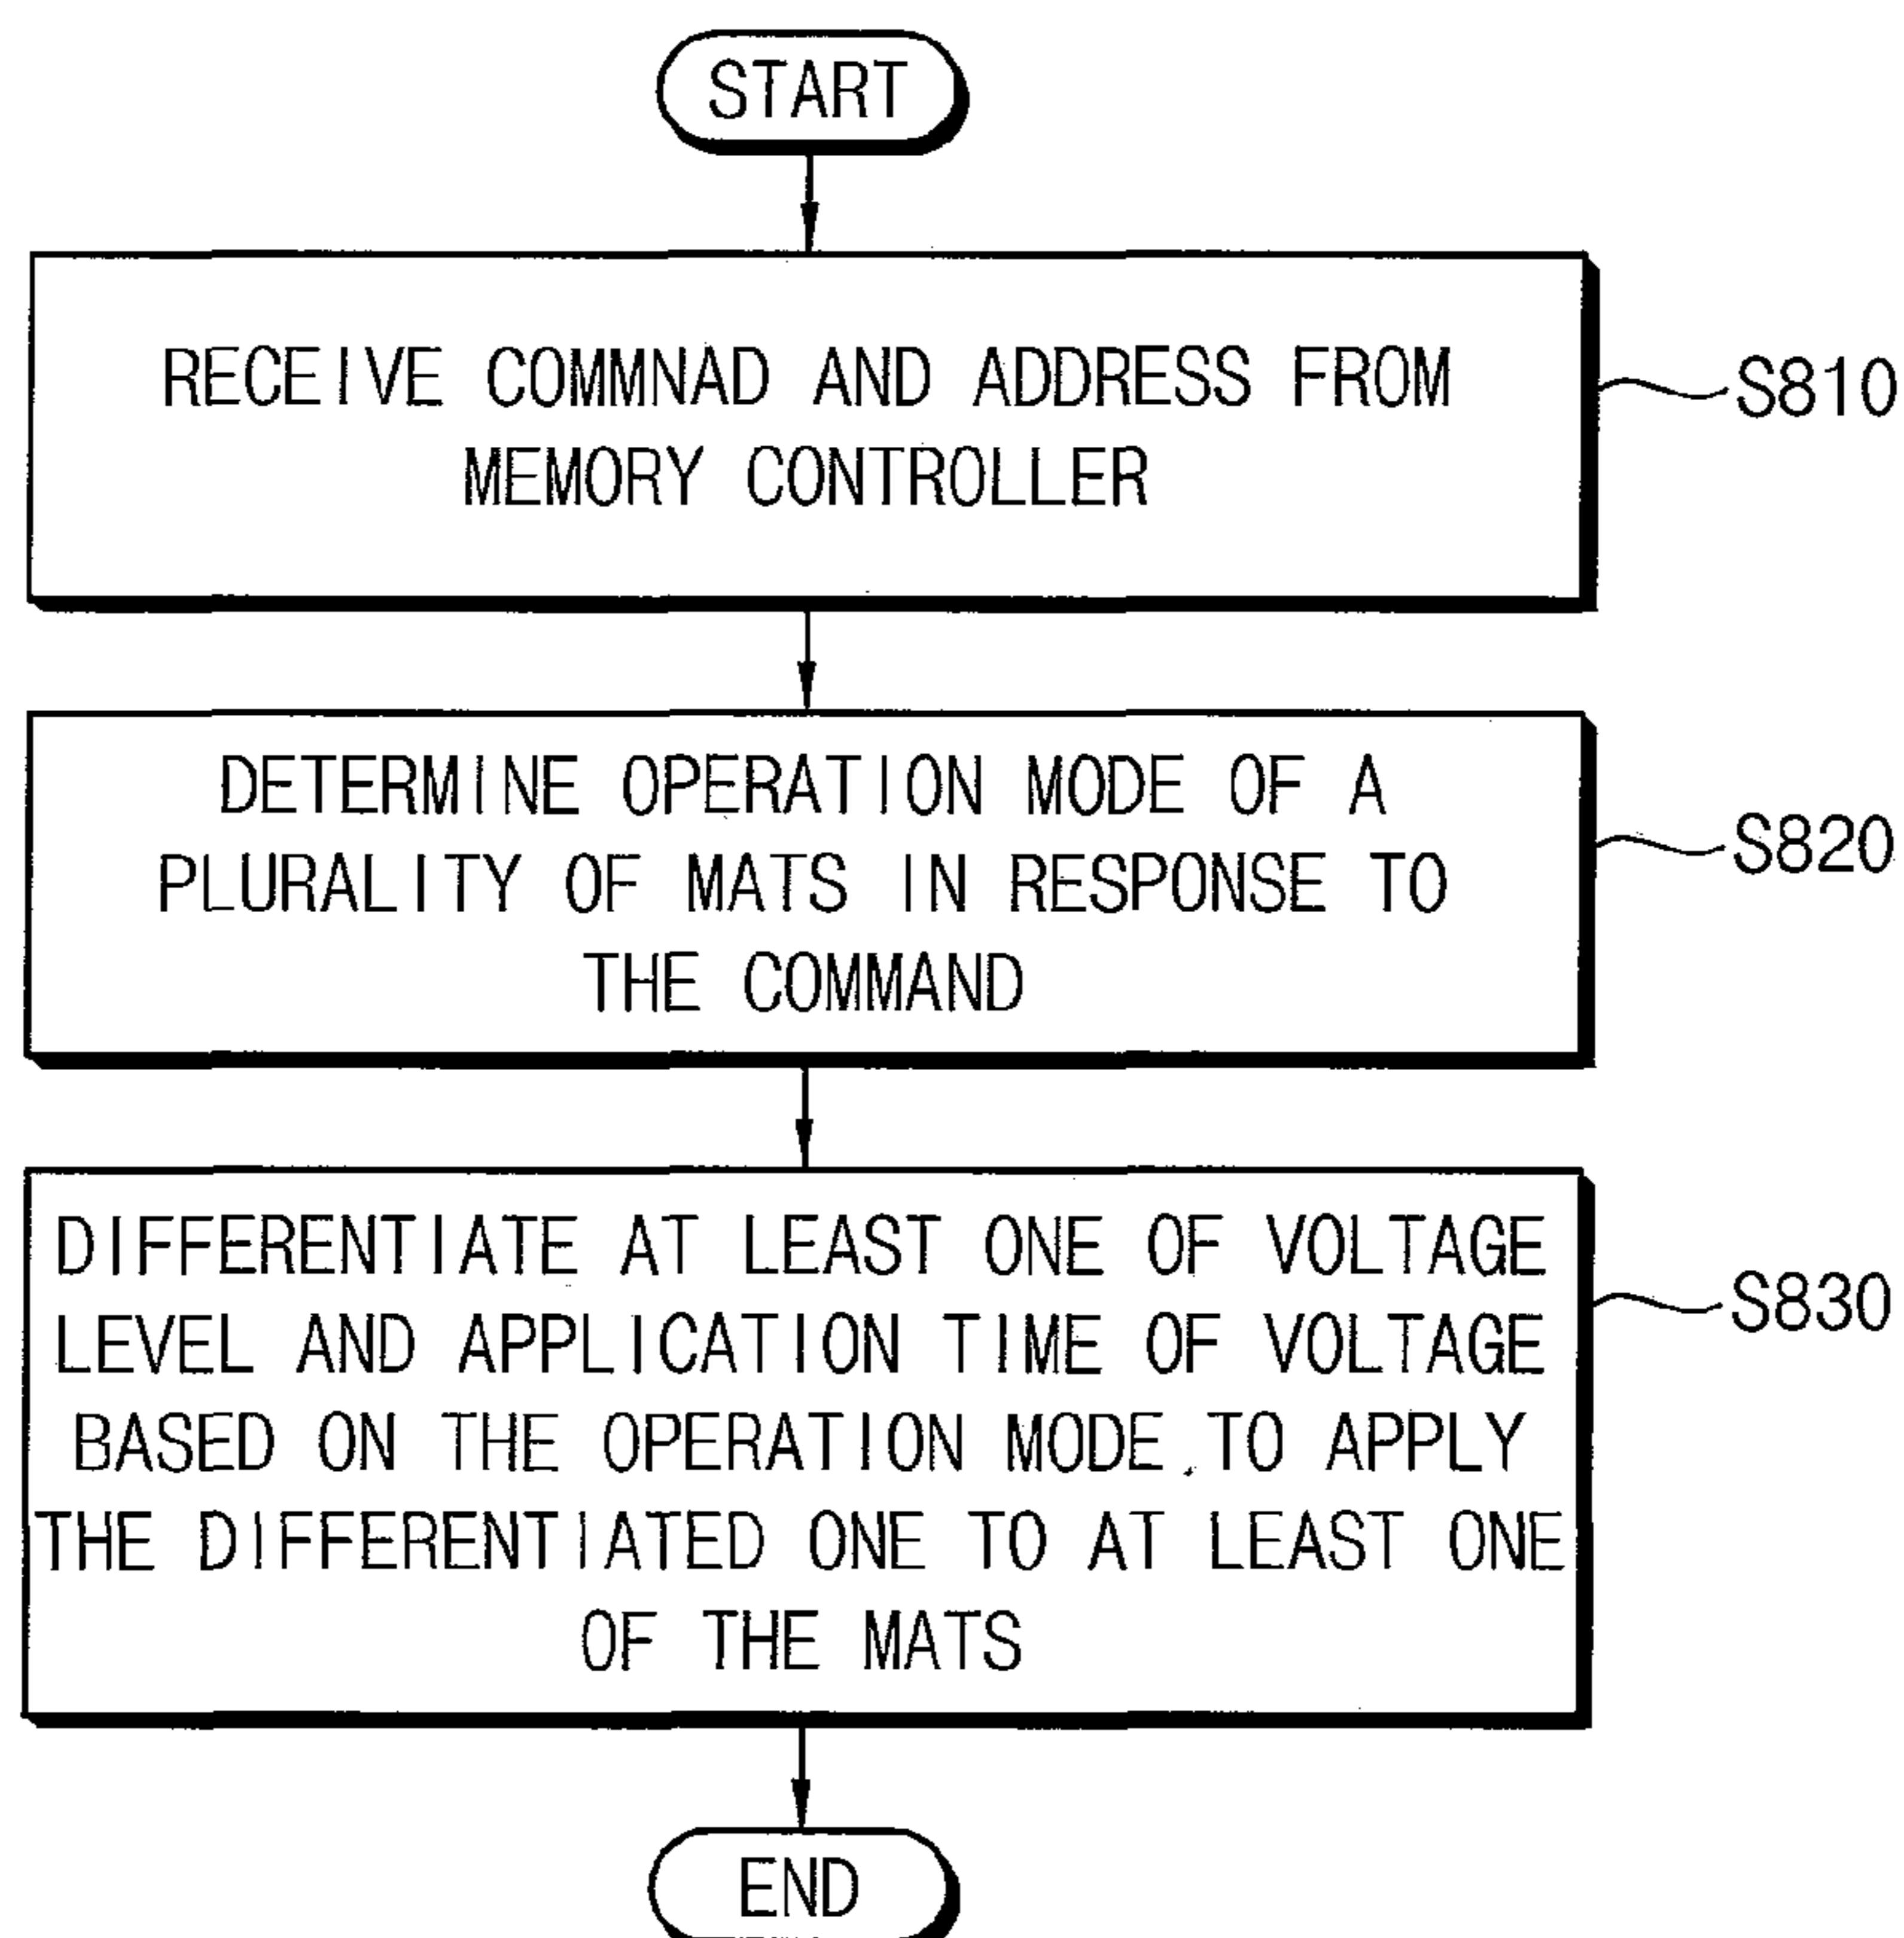 START
RECEIVE COMMNAD AND ADDRESS FROM
MEMORY CONTROLLER
S810
DETERMINE OPERATION MODE OF A
PLURALITY OF MATS IN RESPONSE TO
THE COMMAND
S820
DIFFERENTIATE AT LEAST ONE OF VOLTAGE
LEVEL AND APPLICATION TIME OF VOLTAGE
BASED ON THE OPERATION MODE TO APPLY
THE DIFFERENTIATED ONE TO AT LEAST ONE
OF THE MATS
S830
END